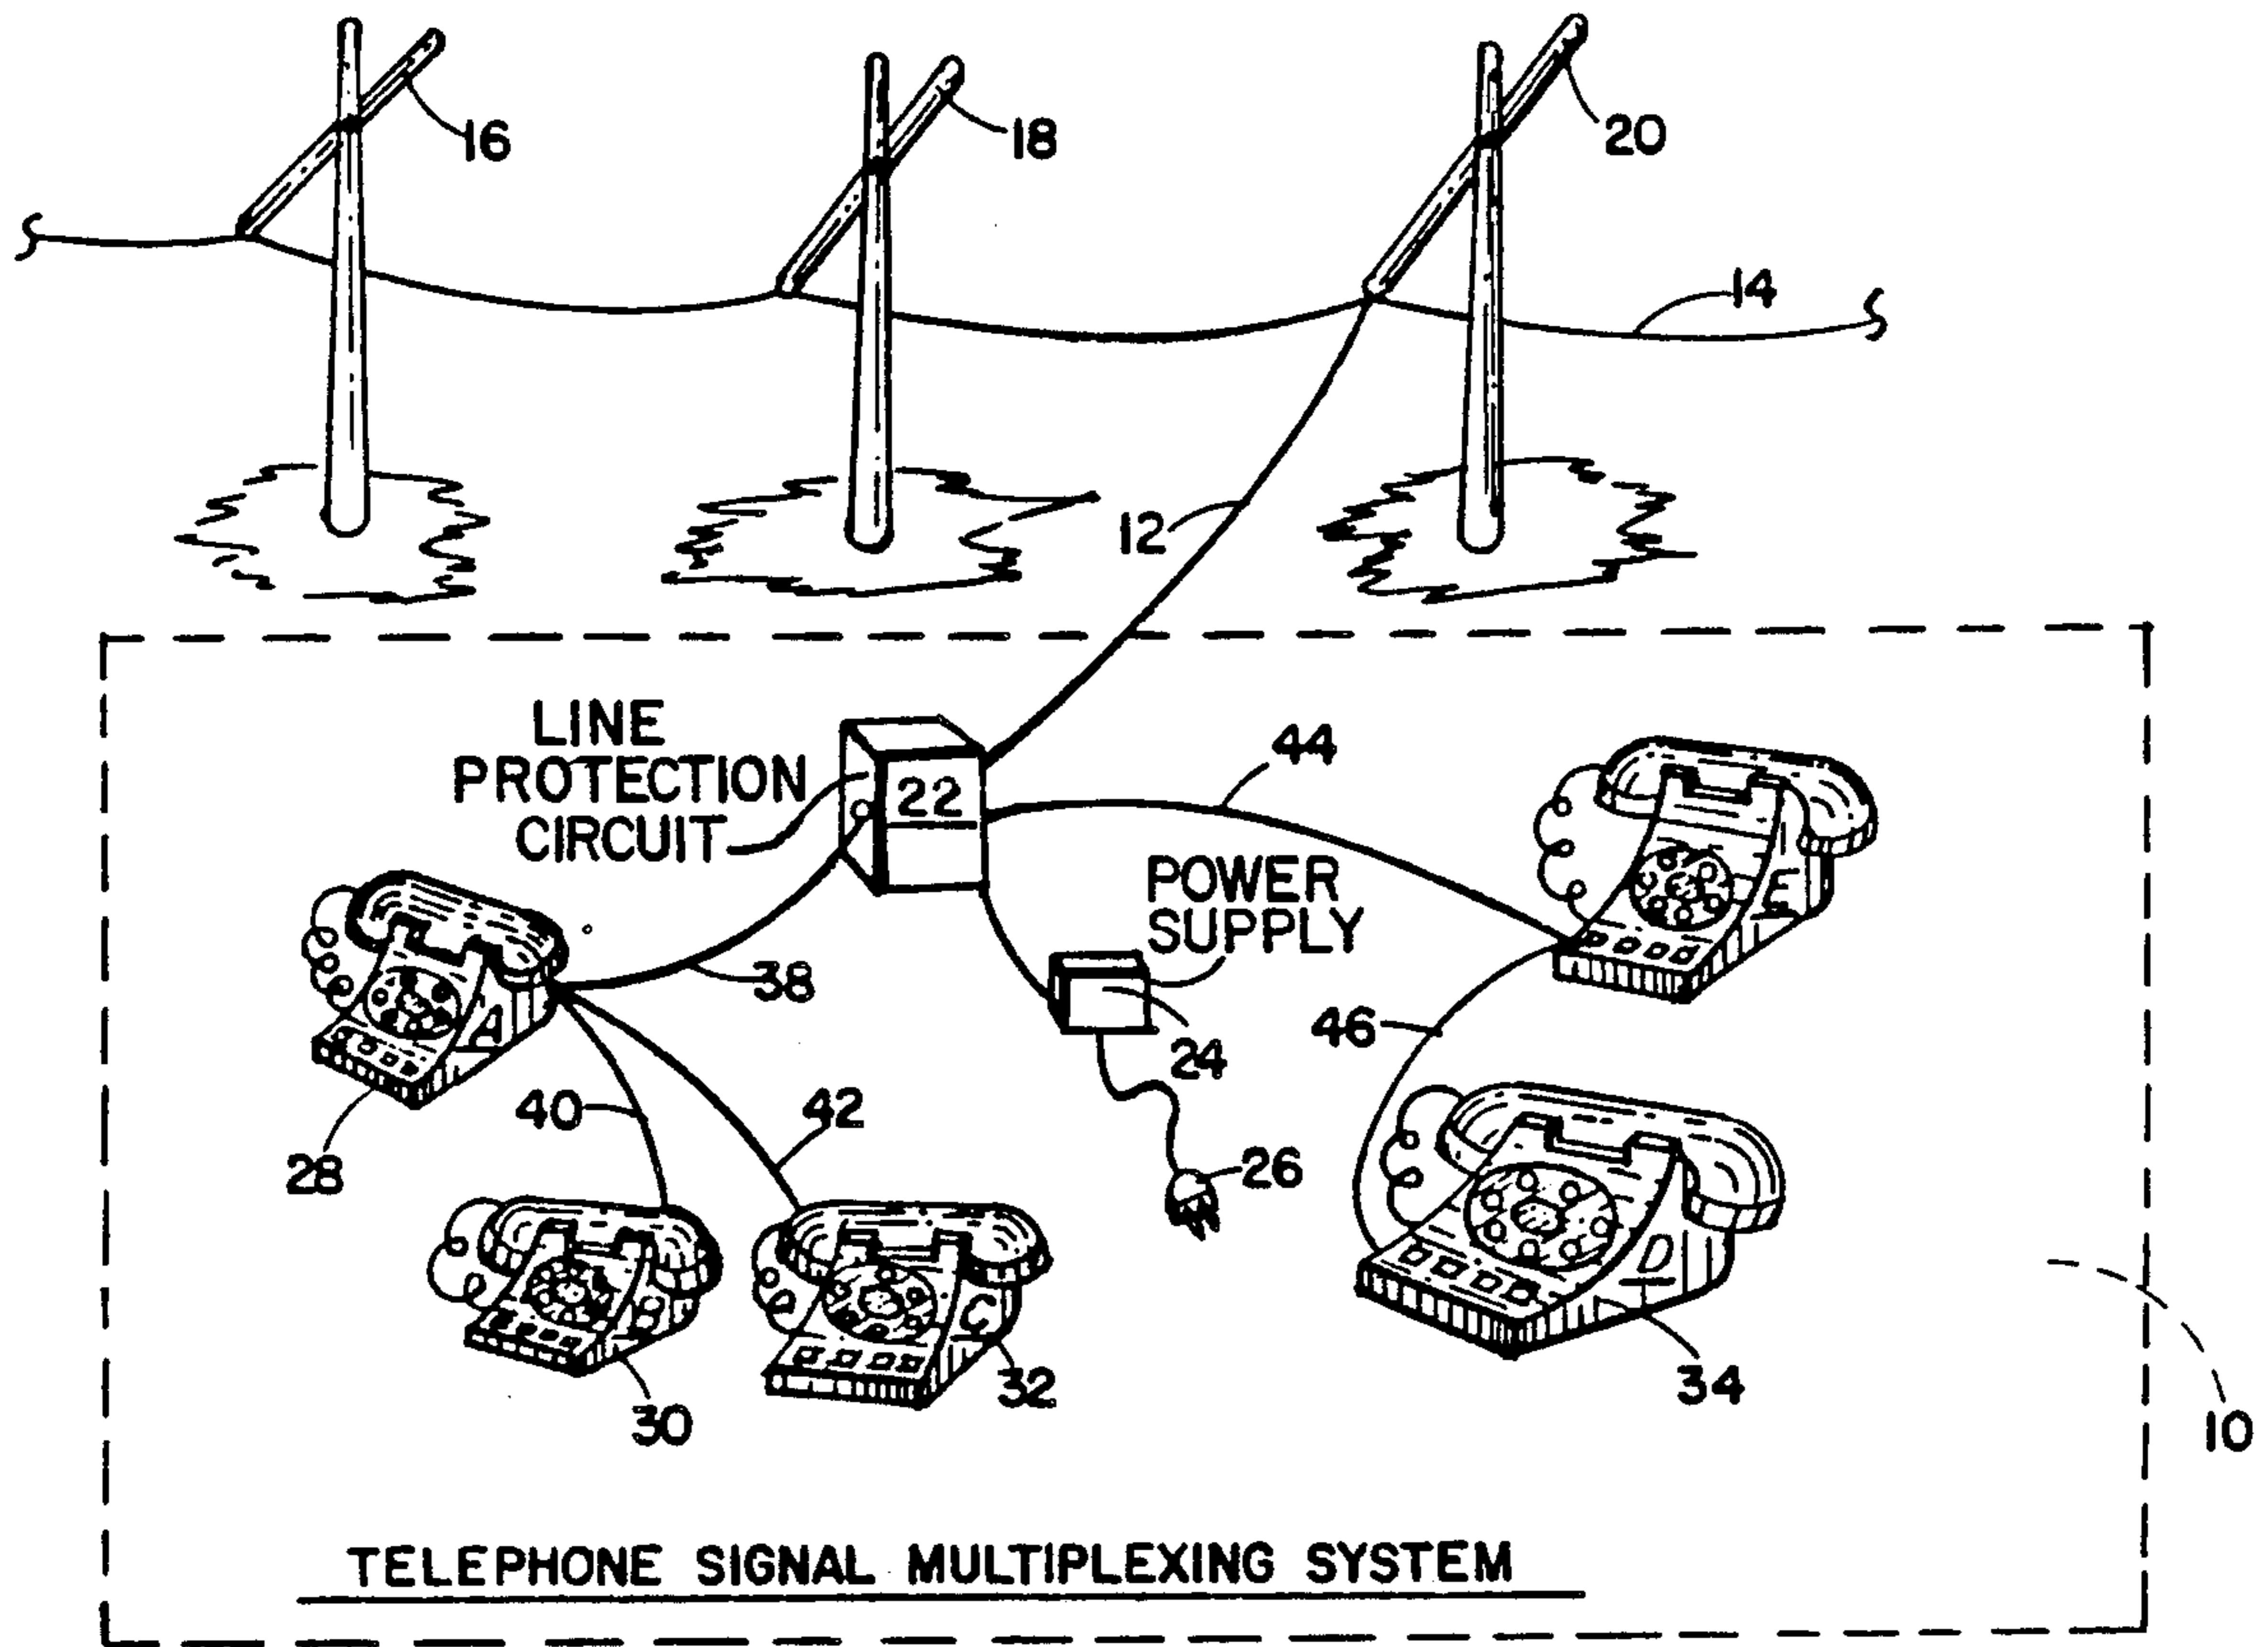 16
18
20
14
12
LINE
PROTECTION
CIRCUIT
22
44
POWER
SUPPLY
E
A
38
24
46
40
42
28
26
B
C
D
30
32
34
10
TELEPHONE SIGNAL MULTIPLEXING SYSTEM